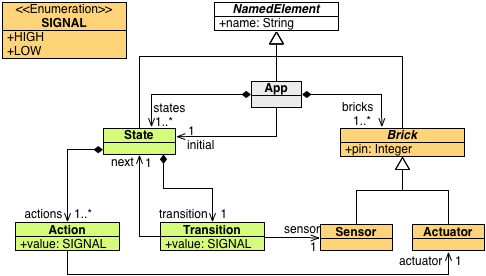 <<Enumeration>>
SIGNAL
+HIGH
+LOW
NamedElement
+name: String
App
states
1..*
bricks
1..*
1
initial
State
Brick
+pin: Integer
next
1
actions
1..*
transition
1
Action
+value: SIGNAL
Transition
+value: SIGNAL
sensor
1
Sensor
Actuator
actuator
1